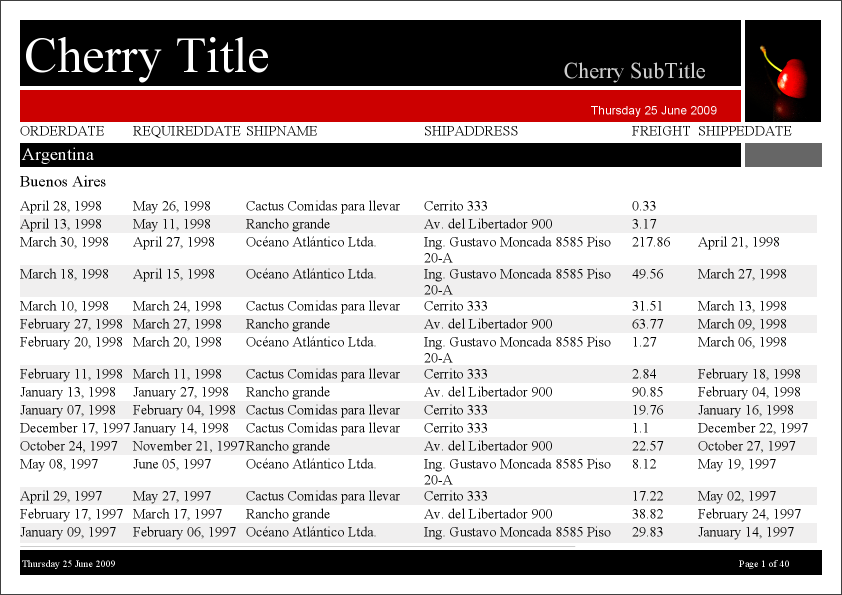 Cherry Title
Cherry SubTitle
Thursday 25 June 2009
ORDERDATE REQUIREDDATE SHIPNAME SHIPADDRESS FREIGHT SHIPPEDDATE
Argentina
Buenos Aires
April 28, 1998 May 26, 1998 Cactus Comidas para llevar Cerrito 333 0.33
April 13, 1998 May 11, 1998 Rancho grande Av. del Libertador 900 3.17
March 30, 1998 April 27, 1998 Océano Atlántico Ltda. Ing. Gustavo Moncada 8585 Piso 217.86 April 21, 1998
20-A
March 18, 1998 April 15, 1998 Océano Atlántico Ltda. Ing. Gustavo Moncada 8585 Piso 49.56 March 27, 1998
20-A
March 10, 1998 March 24, 1998 Cactus Comidas para llevar Cerrito 333 31.51 March 13, 1998
February 27, 1998 March 27, 1998 Rancho grande Av. del Libertador 900 63.77 March 09, 1998
February 20, 1998 March 20, 1998 Océano Atlántico Ltda. Ing. Gustavo Moncada 8585 Piso 1.27 March 06, 1998
20-A
February 11, 1998 March 11, 1998 Cactus Comidas para llevar Cerrito 333 2.84 February 18, 1998
January 13, 1998 January 27, 1998 Rancho grande Av. del Libertador 900 90.85 February 04, 1998
January 07, 1998 February 04, 1998 Cactus Comidas para llevar Cerrito 333 19.76 January 16, 1998
December 17, 1997 January 14, 1998 Cactus Comidas para llevar Cerrito 333 1.1 December 22, 1997
October 24, 1997 November 21, 1997 Rancho grande Av. del Libertador 900 22.57 October 27, 1997
May 08, 1997 June 05, 1997 Océano Atlántico Ltda. Ing. Gustavo Moncada 8585 Piso 8.12 May 19, 1997
20-A
April 29, 1997 May 27, 1997 Cactus Comidas para llevar Cerrito 333 17.22 May 02, 1997
February 17, 1997 March 17, 1997 Rancho grande Av. del Libertador 900 38.82 February 24, 1997
January 09, 1997 February 06, 1997 Océano Atlántico Ltda. Ing. Gustavo Moncada 8585 Piso 29.83 January 14, 1997
Thursday 25 June 2009 Page 1 of 40